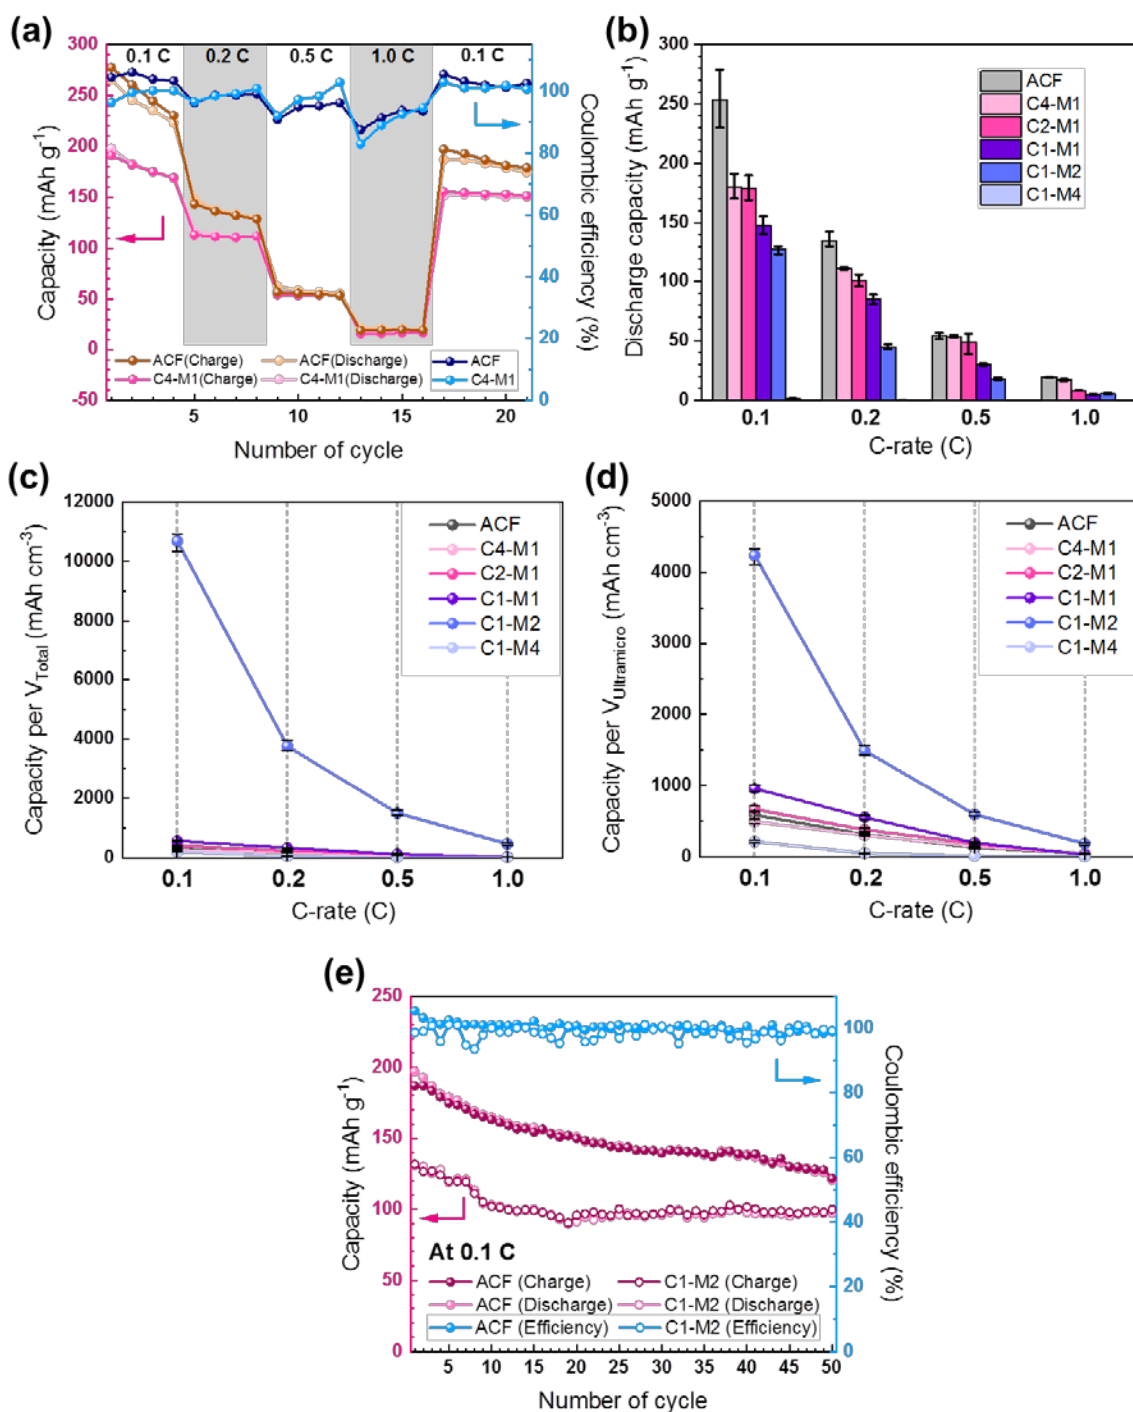 (a)
300
250
200
150
100
50
0
-50
Capacity (mAh g⁻¹)
0.1 C
0.2 C
0.5 C
1.0 C
0.1 C
100
80
60
40
20
0
Coulombic efficiency (%)
ACF(Charge)
ACF(Discharge)
ACF
C4-M1(Charge)
C4-M1(Discharge)
C4-M1
5
10
15
20
Number of cycle
(b)
300
250
200
150
100
50
0
Discharge capacity (mAh g⁻¹)
ACF
C4-M1
C2-M1
C1-M1
C1-M2
C1-M4
0.1
0.2
0.5
1.0
C-rate (C)
(c)
12000
10000
8000
6000
4000
2000
0
Capacity per V_Total (mAh cm⁻³)
ACF
C4-M1
C2-M1
C1-M1
C1-M2
C1-M4
0.1
0.2
0.5
1.0
C-rate (C)
(d)
5000
4000
3000
2000
1000
0
Capacity per V_Ultramicro (mAh cm⁻³)
ACF
C4-M1
C2-M1
C1-M1
C1-M2
C1-M4
0.1
0.2
0.5
1.0
C-rate (C)
(e)
250
200
150
100
50
0
Capacity (mAh g⁻¹)
100
80
60
40
20
0
Coulombic efficiency (%)
At 0.1 C
ACF (Charge)
C1-M2 (Charge)
ACF (Discharge)
C1-M2 (Discharge)
ACF (Efficiency)
C1-M2 (Efficiency)
5
10
15
20
25
30
35
40
45
50
Number of cycle